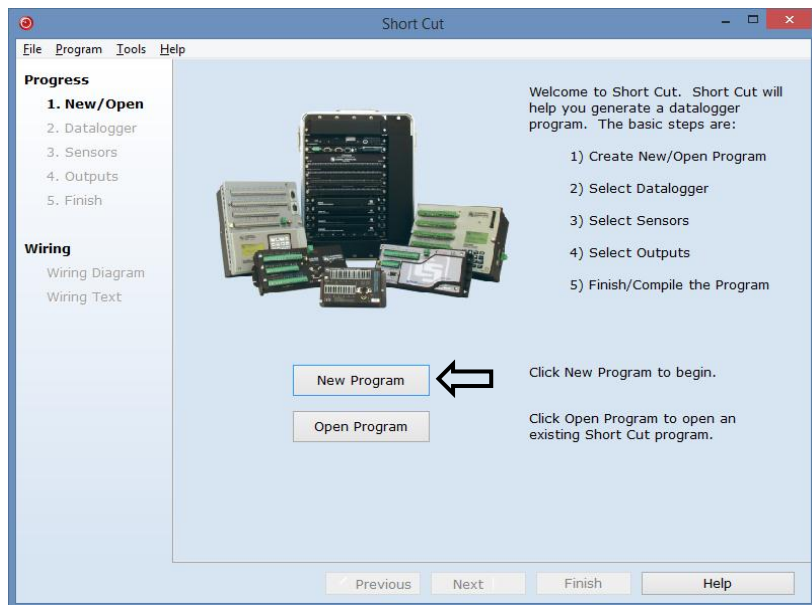 Short Cut
File Program Tools Help
Progress
1. New/Open
2. Datalogger
3. Sensors
4. Outputs
5. Finish
Wiring
Wiring Diagram
Wiring Text
Welcome to Short Cut. Short Cut will
help you generate a datalogger
program. The basic steps are:
1) Create New/Open Program
2) Select Datalogger
3) Select Sensors
4) Select Outputs
5) Finish/Compile the Program
New Program
Click New Program to begin.
Open Program
Click Open Program to open an
existing Short Cut program.
Previous Next Finish Help